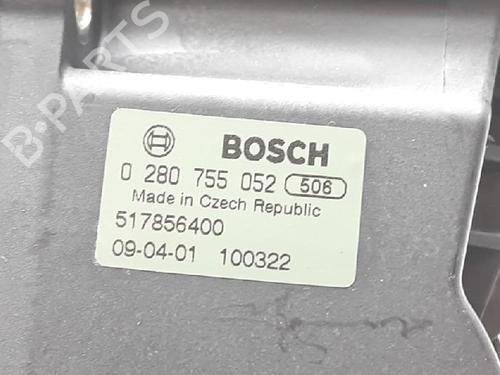 B-PARTS
BOSCH
0 280 755 052 506
Made in Czech Republic
517856400
09-04-01 100322